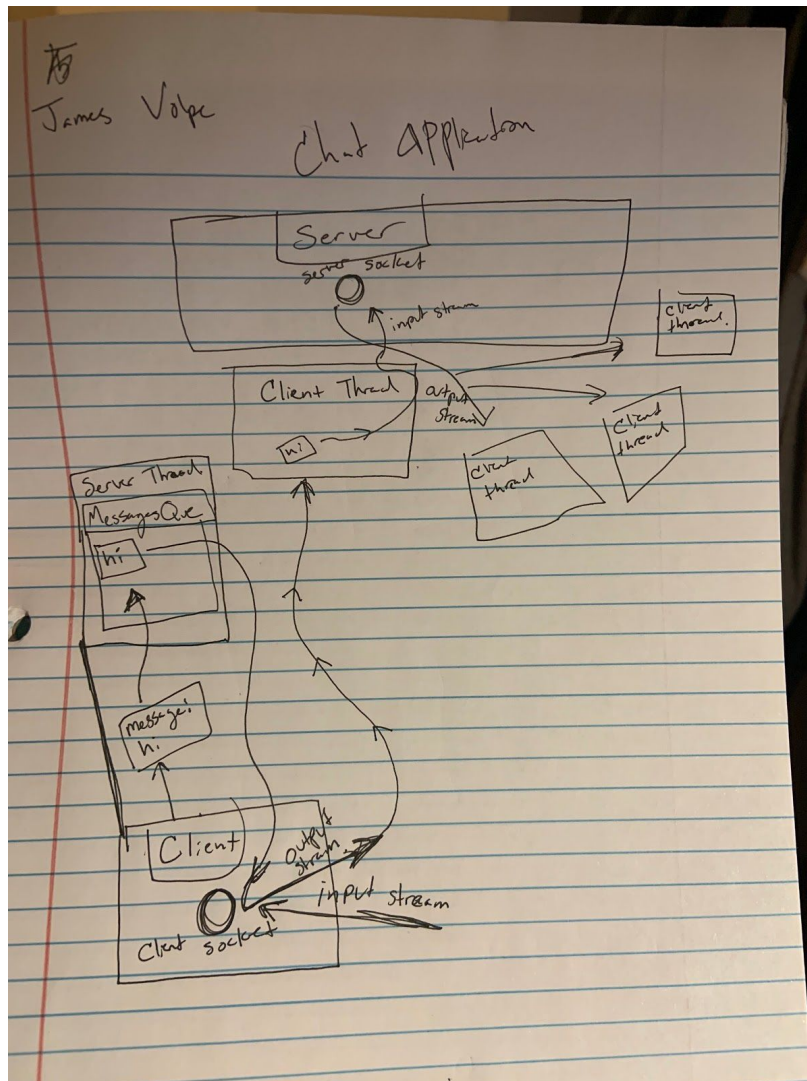 James Volpe
Chat Application
Server
server socket
input stream
client
thread.
Client Thread
output
stream
hi
Client
thread
client
thread
Server Thread
MessagesQue
hi
message:
hi
Client
output
stream
input stream
Client socket